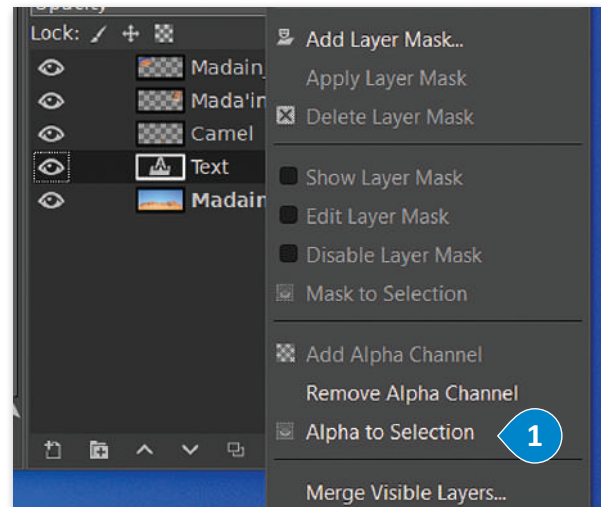 Opacity
Lock:
Madain
Mada'in
Camel
Text
Madain
Add Layer Mask...
Apply Layer Mask
Delete Layer Mask
Show Layer Mask
Edit Layer Mask
Disable Layer Mask
Mask to Selection
Add Alpha Channel
Remove Alpha Channel
Alpha to Selection
1
Merge Visible Layers...